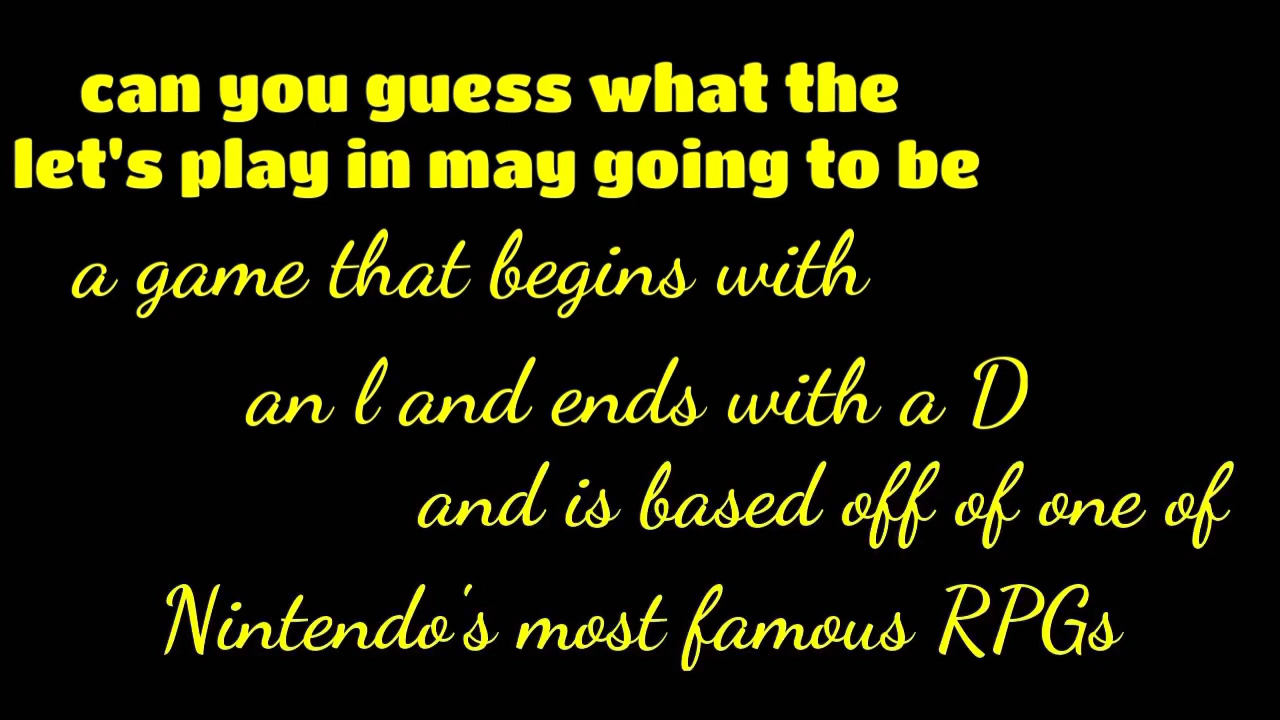 can you guess what the
let's play in may going to be
a game that begins with
an l and ends with a D
and is based off of one of
Nintendo's most famous RPGs